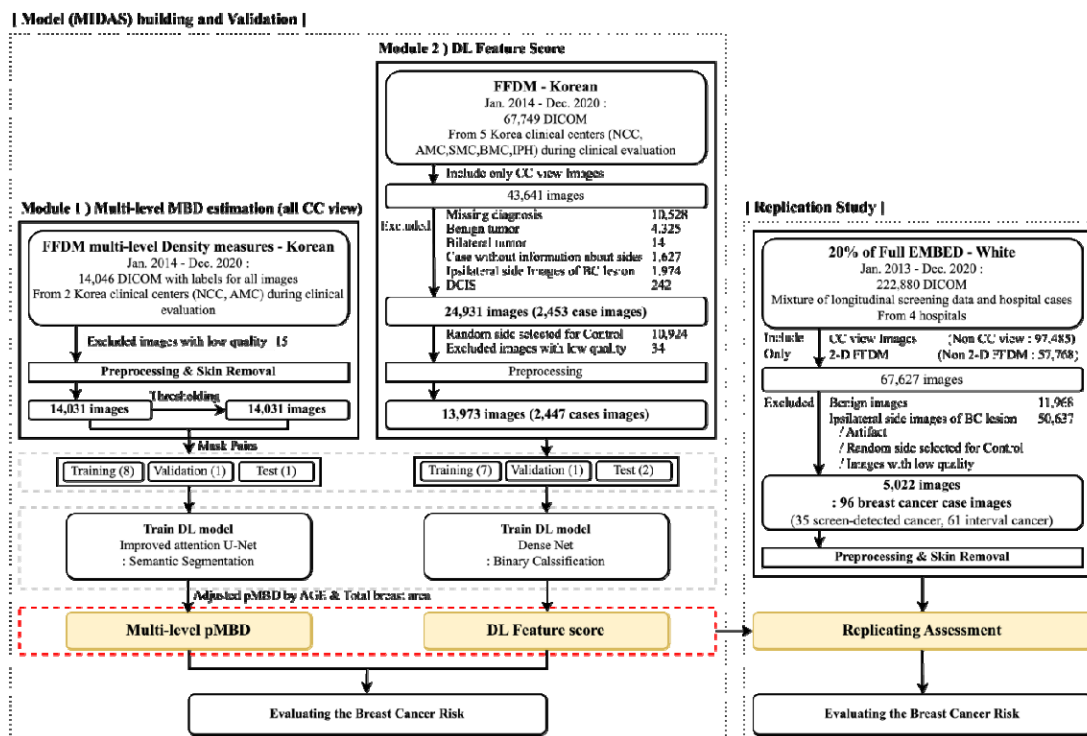 | Model (MIDAS) building and Validation |
Module 2 ) DL Feature Score
FFDM - Korean
Jan. 2014 - Dec. 2020 :
67,749 DICOM
From 5 Korea clinical centers (NCC,
AMC,SMC,BMC,IPH) during clinical evaluation
Include only CC view Images
43,641 images
Excluded
Missing diagnosis 10,528
Benign tumor 4,325
Bilateral tumor 14
Case without information about sides 1,627
Ipsilateral side Images of BC lesion 1,974
DCIS 242
24,931 images (2,453 case images)
Random side selected for Control 10,924
Excluded images with low quality 34
Preprocessing
13,973 images (2,447 cases images)
Training (7) Validation (1) Test (2)
Train DL model
Dense Net
: Binary Calssification
DL Feature score
Module 1 ) Multi-level MBD estimation (all CC view)
FFDM multi-level Density measures - Korean
Jan. 2014 - Dec. 2020 :
14,046 DICOM with labels for all images
From 2 Korea clinical centers (NCC, AMC) during clinical
evaluation
Excluded images with low quality 15
Preprocessing & Skin Removal
Thresholding
14,031 images 14,031 images
Mask Pairs
Training (8) Validation (1) Test (1)
Train DL model
Improved attention U-Net
: Semantic Segmentation
Adjusted pMBD by AGE & Total breast area
Multi-level pMBD
Evaluating the Breast Cancer Risk
| Replication Study |
20% of Full EMBED - White
Jan. 2013 - Dec. 2020 :
222,880 DICOM
Mixture of longitudinal screening data and hospital cases
From 4 hospitals
Include CC view Images (Non CC view : 97,485)
Only 2-D FFDM (Non 2-D FFDM : 57,768)
67,627 images
Excluded Benign images 11,968
Ipsilateral side images of BC lesion 50,637
/ Artifact
/ Random side selected for Control
/ Images with low quality
5,022 images
: 96 breast cancer case images
(35 screen-detected cancer, 61 interval cancer)
Preprocessing & Skin Removal
Replicating Assessment
Evaluating the Breast Cancer Risk